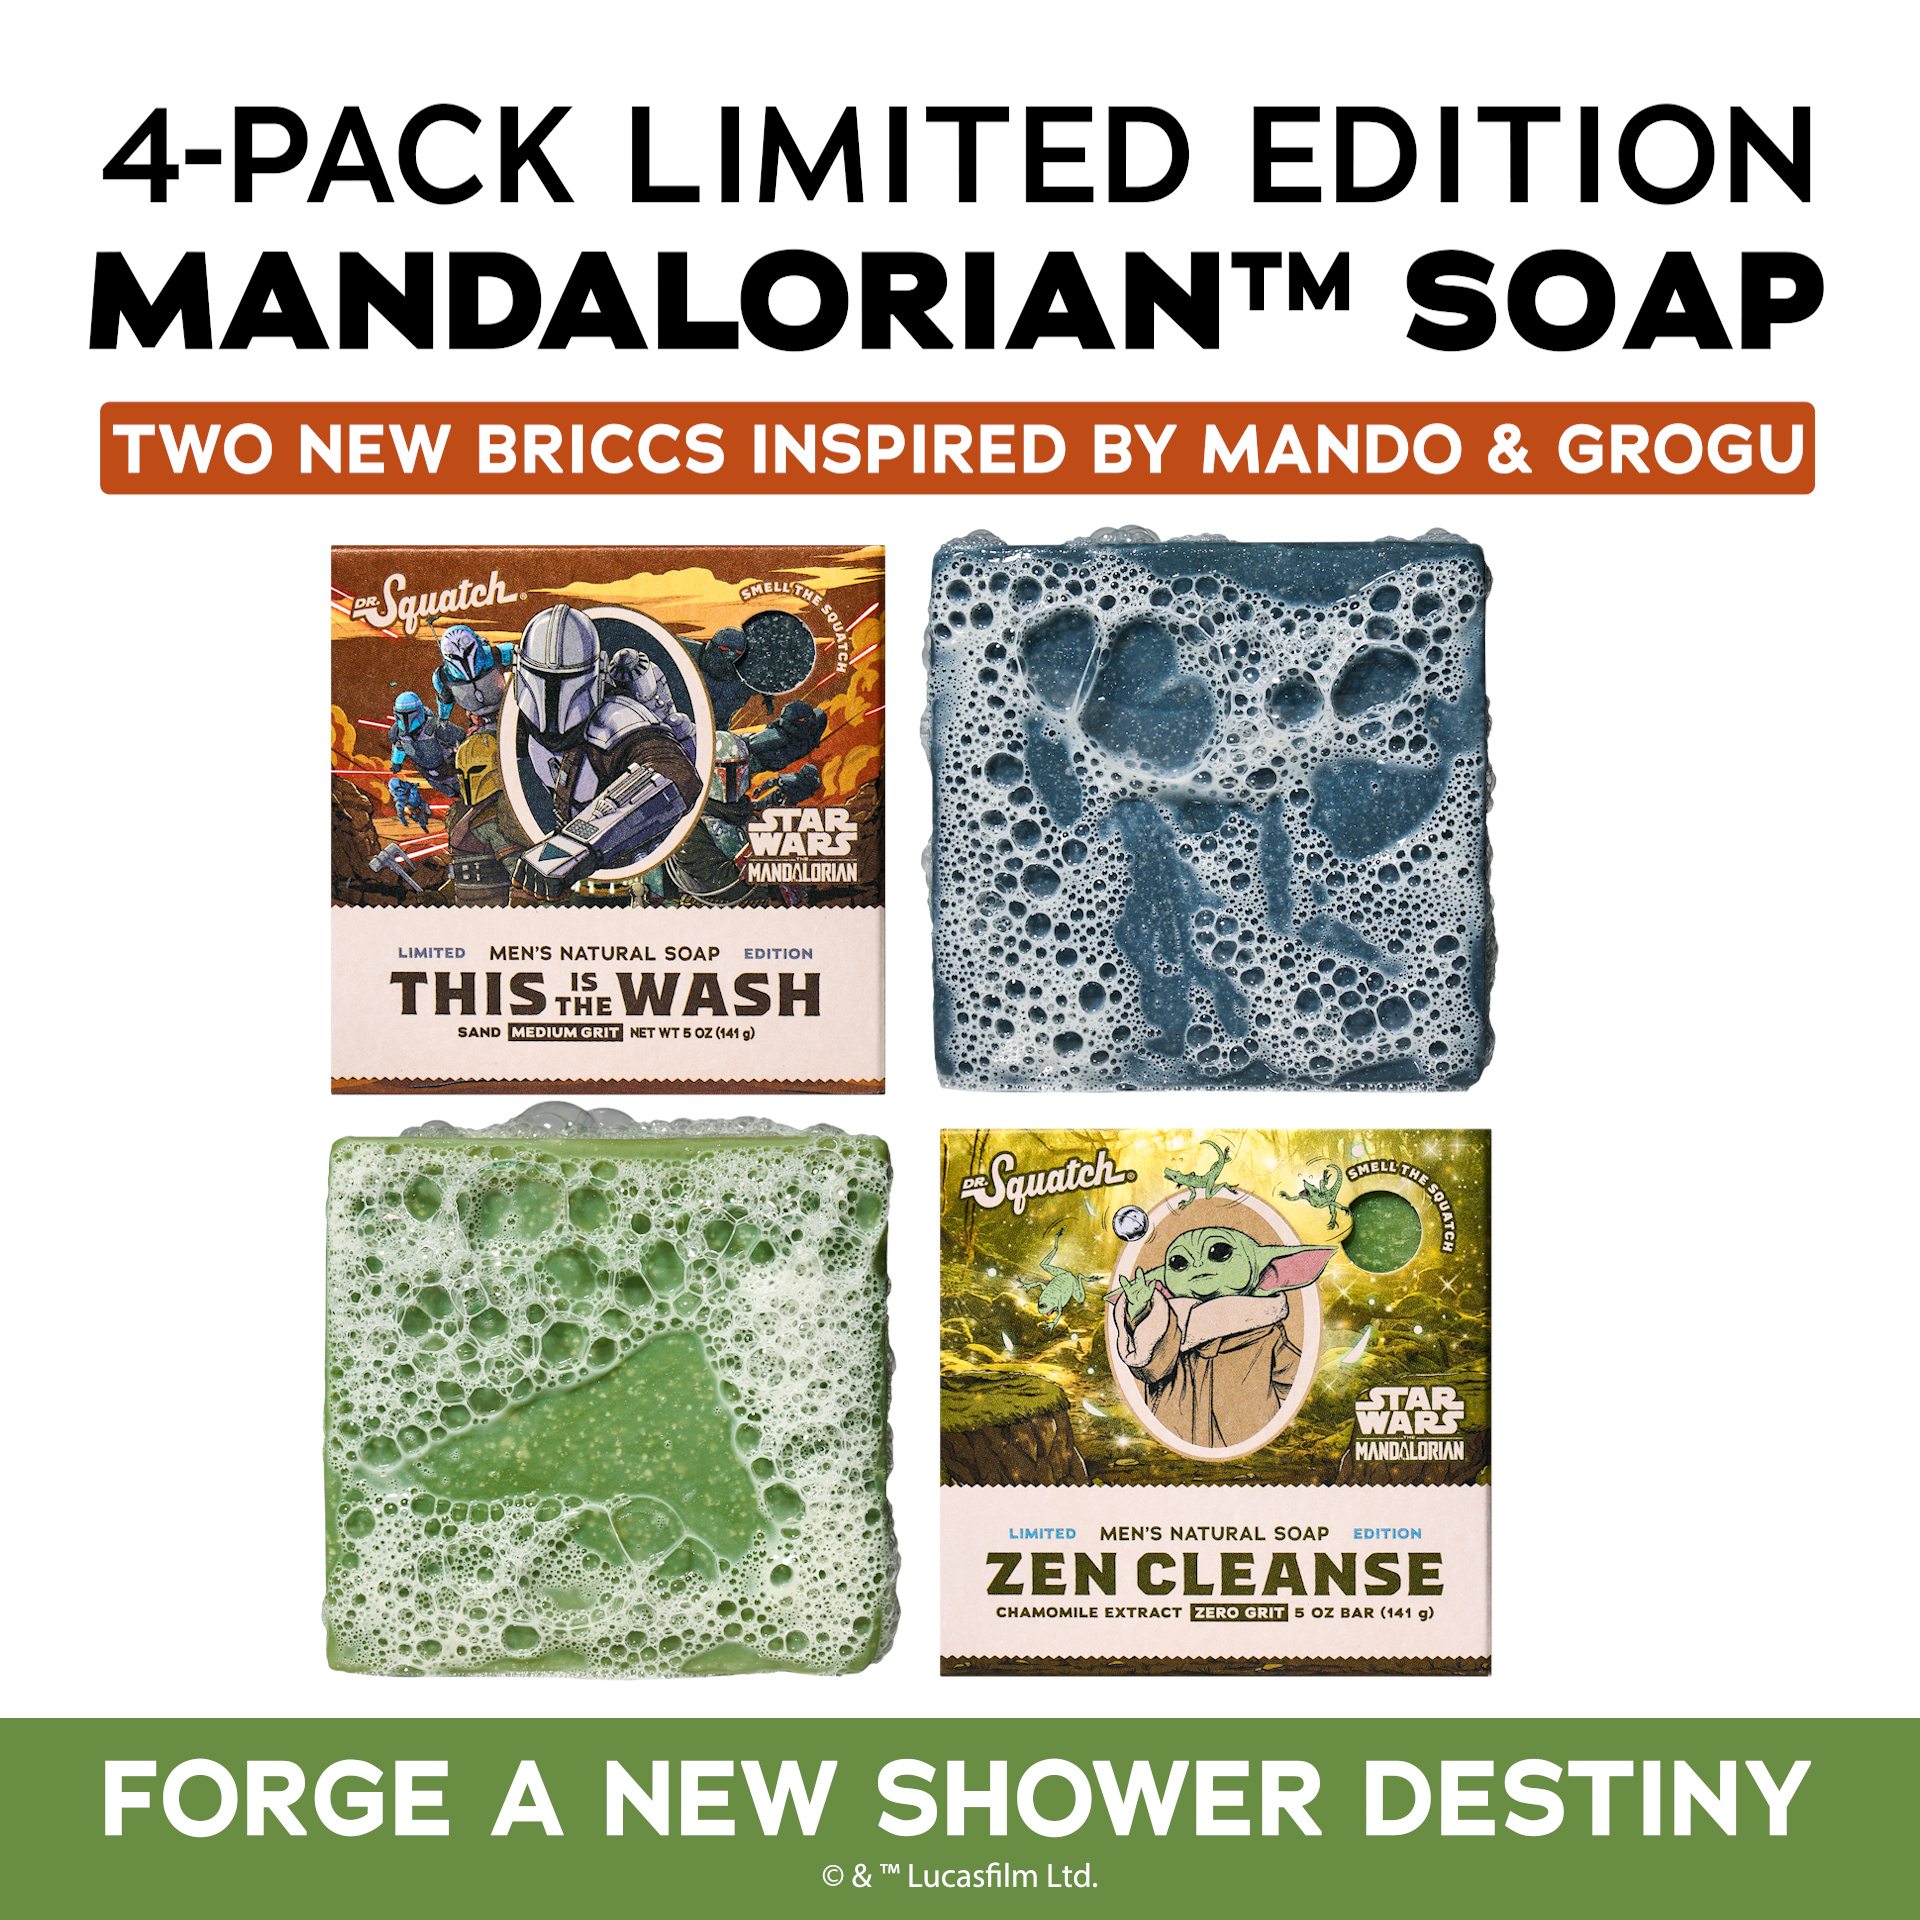 4-PACK LIMITED EDITION
MANDALORIAN™ SOAP
TWO NEW BRICCS INSPIRED BY MANDO & GROGU
DR. Squatch®
SMELL THE SQUATCH
STAR
WARS
THE
MANDALORIAN
LIMITED MEN'S NATURAL SOAP EDITION
THIS IS THE WASH
SAND MEDIUM GRIT NET WT 5 OZ (141 g)
DR. Squatch®
SMELL THE SQUATCH
STAR
WARS
THE
MANDALORIAN
LIMITED MEN'S NATURAL SOAP EDITION
ZEN CLEANSE
CHAMOMILE EXTRACT ZERO GRIT 5 OZ BAR (141 g)
FORGE A NEW SHOWER DESTINY
© & ™ Lucasfilm Ltd.